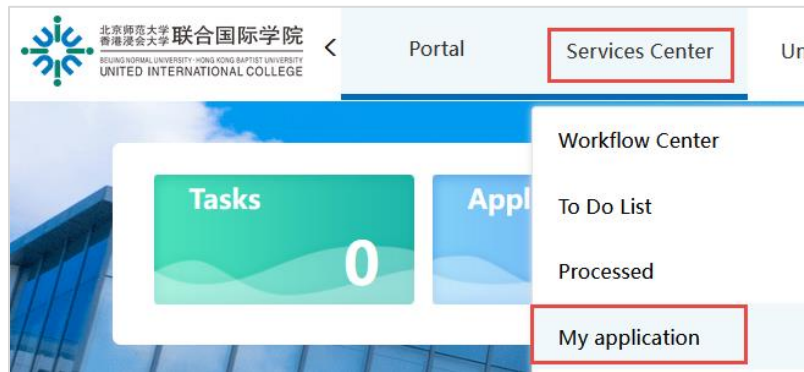 北京师范大学
香港浸会大学 联合国际学院
BEIJING NORMAL UNIVERSITY·HONG KONG BAPTIST UNIVERSITY
UNITED INTERNATIONAL COLLEGE
<
Portal
Services Center
Un
Workflow Center
Tasks
Appl
To Do List
0
Processed
My application